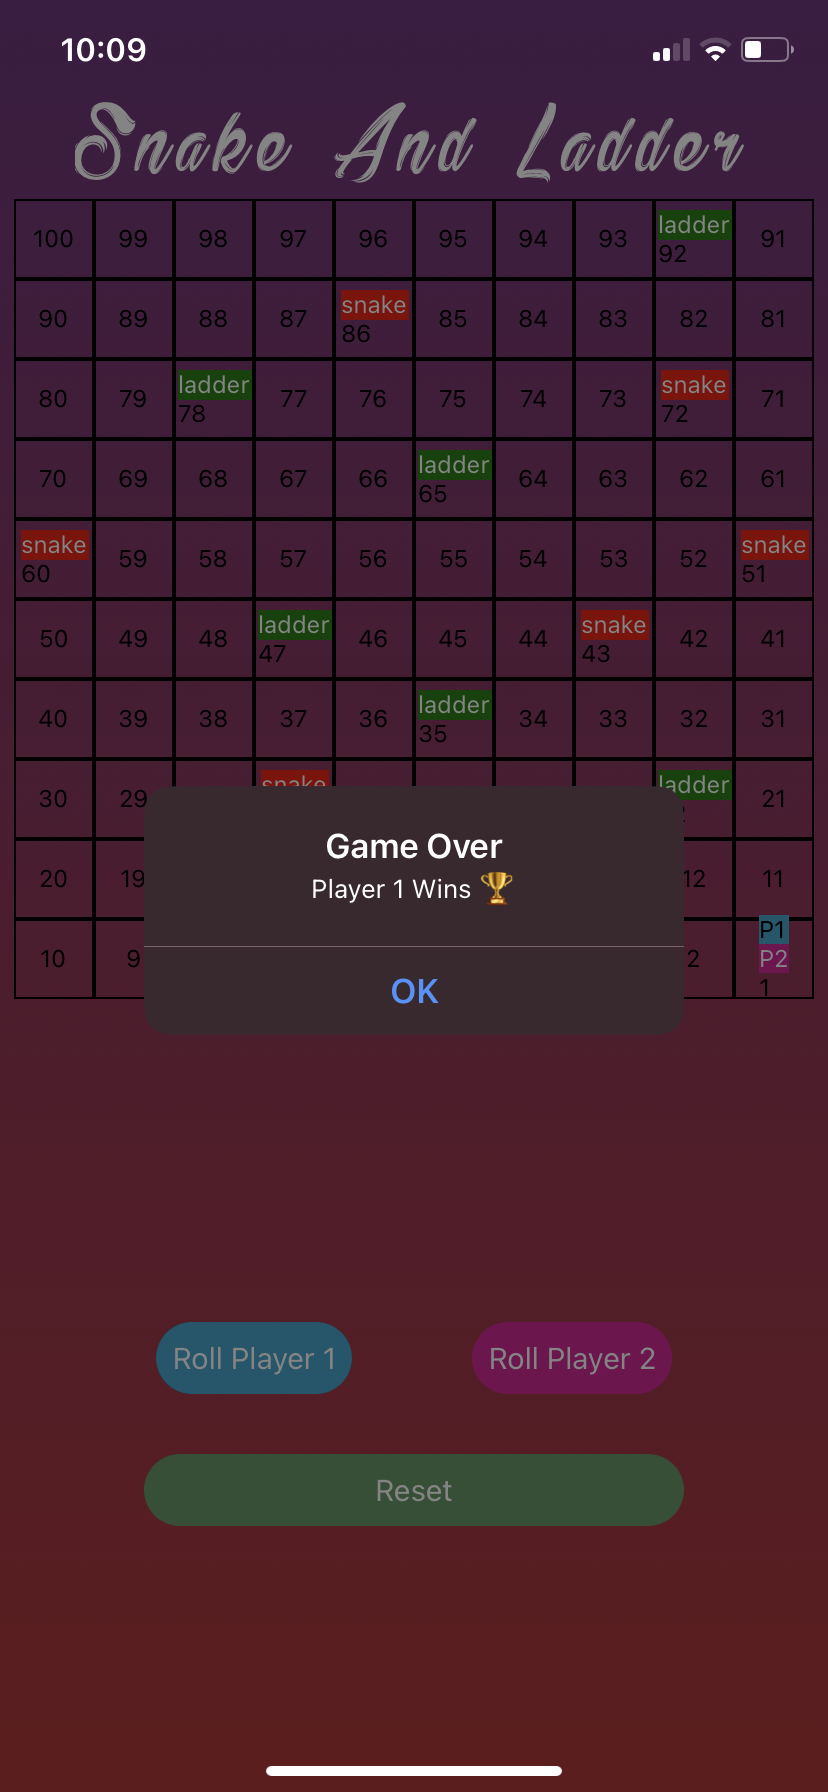 10:09
Snake And Ladder
100 99 98 97 96 95 94 93 ladder 92 91
90 89 88 87 snake 86 85 84 83 82 81
80 79 ladder 78 77 76 75 74 73 snake 72 71
70 69 68 67 66 ladder 65 64 63 62 61
snake 60 59 58 57 56 55 54 53 52 snake 51
50 49 48 ladder 47 46 45 44 snake 43 42 41
40 39 38 37 36 ladder 35 34 33 32 31
30 29 snake ladder 21
20 19 12 11
10 9 2 P1 P2 1
Game Over
Player 1 Wins 🏆
OK
Roll Player 1
Roll Player 2
Reset